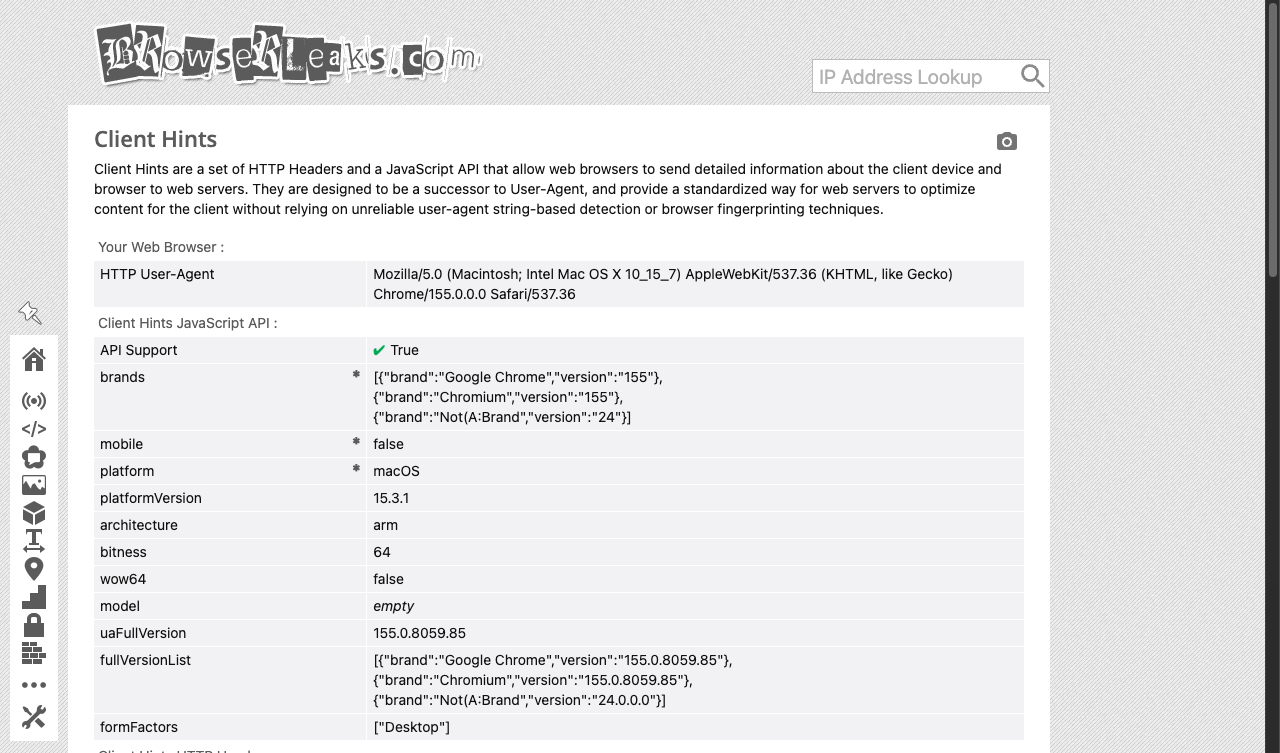 BrowserLeaks.com
IP Address Lookup
Client Hints
Client Hints are a set of HTTP Headers and a JavaScript API that allow web browsers to send detailed information about the client device and
browser to web servers. They are designed to be a successor to User-Agent, and provide a standardized way for web servers to optimize
content for the client without relying on unreliable user-agent string-based detection or browser fingerprinting techniques.
Your Web Browser :
HTTP User-Agent Mozilla/5.0 (Macintosh; Intel Mac OS X 10_15_7) AppleWebKit/537.36 (KHTML, like Gecko)
Chrome/155.0.0.0 Safari/537.36
Client Hints JavaScript API :
API Support ✔ True
brands * [{"brand":"Google Chrome","version":"155"},
{"brand":"Chromium","version":"155"},
{"brand":"Not(A:Brand","version":"24"}]
mobile * false
platform * macOS
platformVersion 15.3.1
architecture arm
bitness 64
wow64 false
model empty
uaFullVersion 155.0.8059.85
fullVersionList [{"brand":"Google Chrome","version":"155.0.8059.85"},
{"brand":"Chromium","version":"155.0.8059.85"},
{"brand":"Not(A:Brand","version":"24.0.0.0"}]
formFactors ["Desktop"]